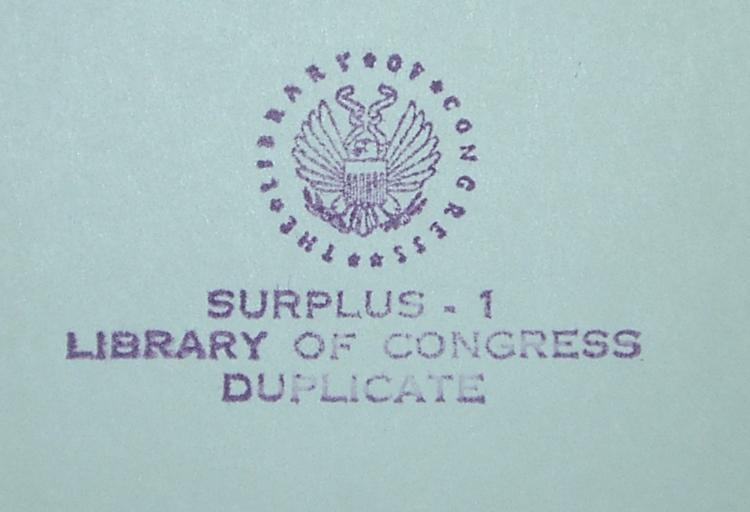 ★ THE ★ LIBRARY ★ OF ★ CONGRESS ★ ★
SURPLUS - 1
LIBRARY OF CONGRESS
DUPLICATE